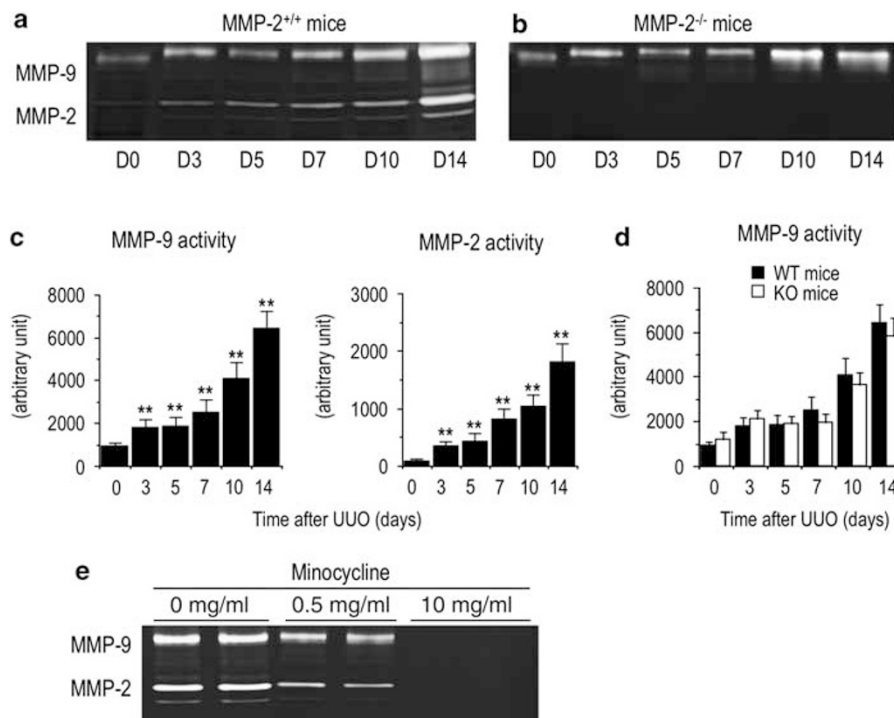 a
MMP-2+/+ mice
MMP-9
MMP-2
D0 D3 D5 D7 D10 D14
b
MMP-2-/- mice
D0 D3 D5 D7 D10 D14
c
MMP-9 activity
(arbitrary unit)
8000
6000
4000
2000
0
** ** ** ** **
0 3 5 7 10 14
MMP-2 activity
(arbitrary unit)
3000
2000
1000
0
** ** ** ** **
0 3 5 7 10 14
Time after UUO (days)
d
MMP-9 activity
WT mice
KO mice
(arbitrary unit)
8000
6000
4000
2000
0
0 3 5 7 10 14
Time after UUO (days)
e
Minocycline
0 mg/ml 0.5 mg/ml 10 mg/ml
MMP-9
MMP-2